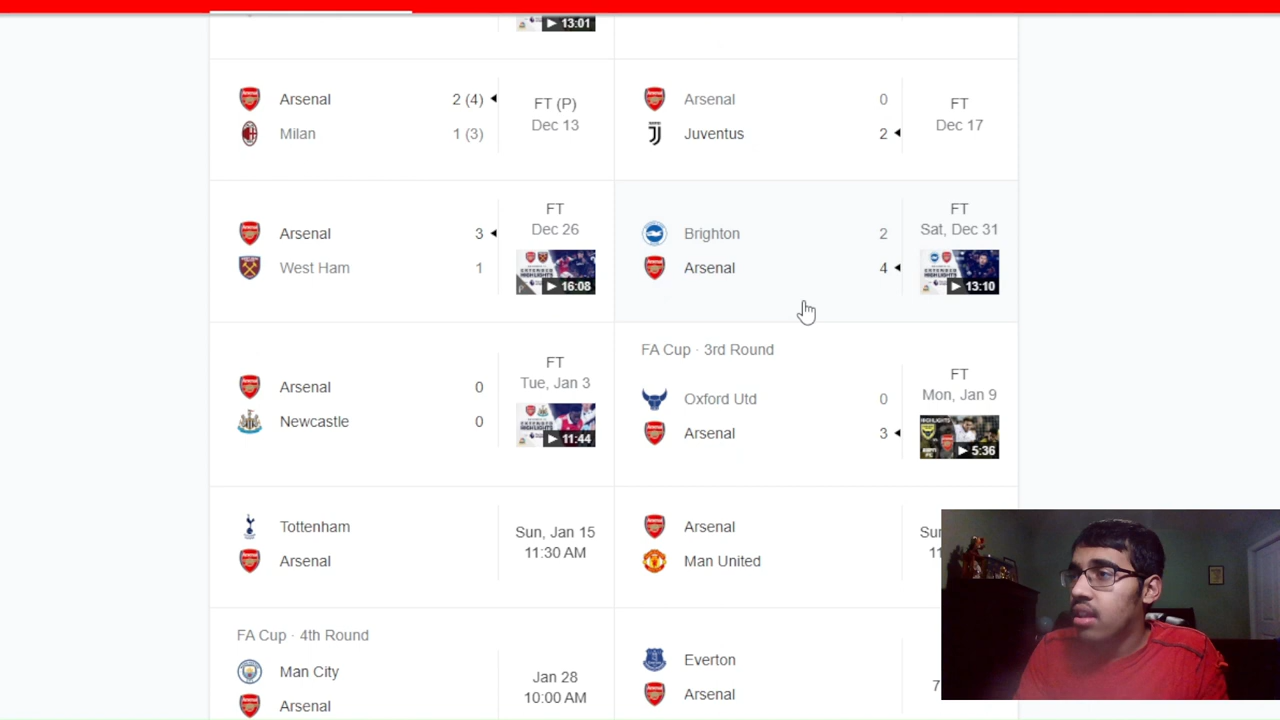 13:01
Arsenal 2 (4)
Milan 1 (3)
FT (P)
Dec 13
Arsenal 0
Juventus 2
FT
Dec 17
Arsenal 3
West Ham 1
FT
Dec 26
16:08
Brighton 2
Arsenal 4
FT
Sat, Dec 31
13:10
Arsenal 0
Newcastle 0
FT
Tue, Jan 3
11:44
FA Cup · 3rd Round
Oxford Utd 0
Arsenal 3
FT
Mon, Jan 9
5:36
Tottenham
Arsenal
Sun, Jan 15
11:30 AM
Arsenal
Man United
FA Cup · 4th Round
Man City
Arsenal
Jan 28
10:00 AM
Everton
Arsenal
7